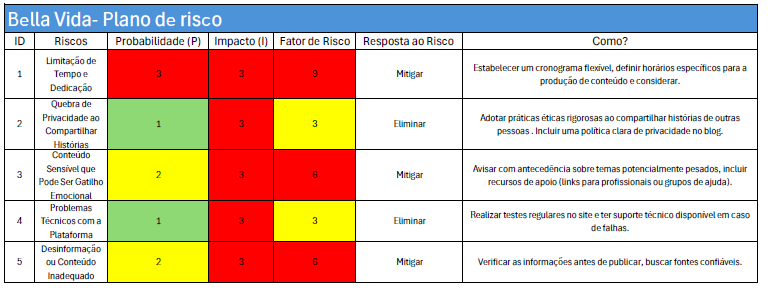 Bella Vida- Plano de risco
ID Riscos Probabilidade (P) Impacto (I) Fator de Risco Resposta ao Risco Como?
1 Limitação de Tempo e Dedicação 3 3 9 Mitigar Estabelecer um cronograma flexível, definir horários específicos para a produção de conteúdo e considerar.
2 Quebra de Privacidade ao Compartilhar Histórias 1 3 3 Eliminar Adotar práticas éticas rigorosas ao compartilhar histórias de outras pessoas . Incluir uma política clara de privacidade no blog.
3 Conteúdo Sensível que Pode Ser Gatilho Emocional 2 3 6 Mitigar Avisar com antecedência sobre temas potencialmente pesados, incluir recursos de apoio (links para profissionais ou grupos de ajuda).
4 Problemas Técnicos com a Plataforma 1 3 3 Eliminar Realizar testes regulares no site e ter suporte técnico disponível em caso de falhas.
5 Desinformação ou Conteúdo Inadequado 2 3 6 Mitigar Verificar as informações antes de publicar, buscar fontes confiáveis.